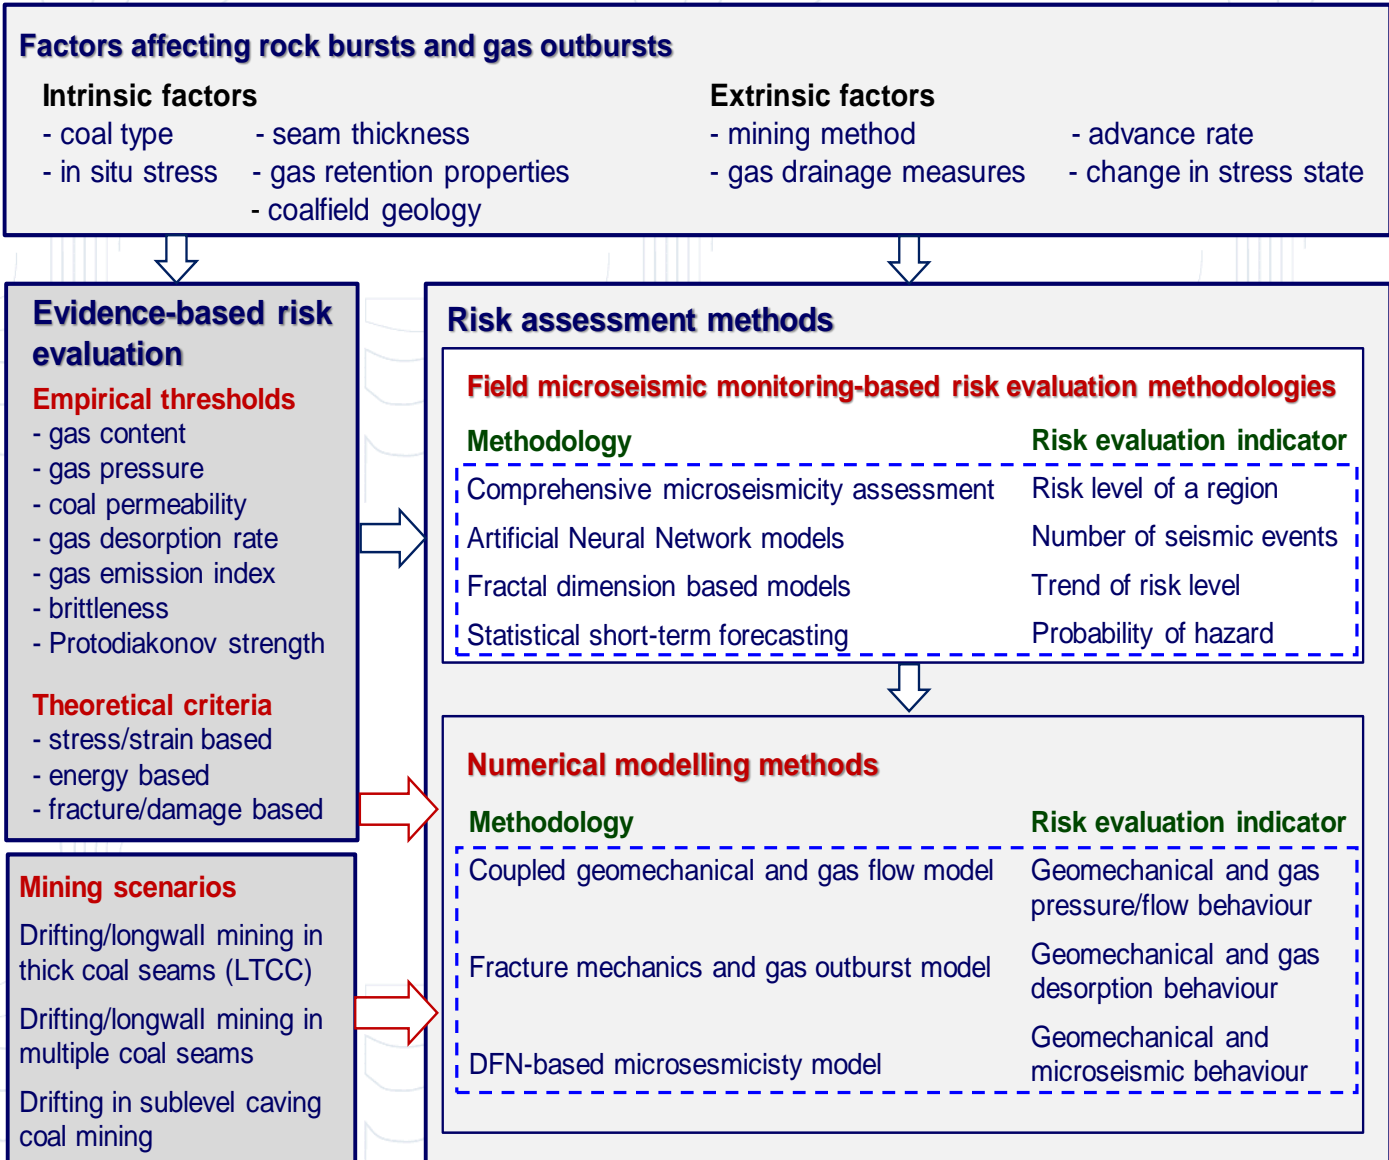 Factors affecting rock bursts and gas outbursts
Intrinsic factors
- coal type - seam thickness
- in situ stress - gas retention properties
- coalfield geology
Extrinsic factors
- mining method - advance rate
- gas drainage measures - change in stress state
Evidence-based risk
evaluation
Empirical thresholds
- gas content
- gas pressure
- coal permeability
- gas desorption rate
- gas emission index
- brittleness
- Protodiakonov strength
Theoretical criteria
- stress/strain based
- energy based
- fracture/damage based
Mining scenarios
Drifting/longwall mining in
thick coal seams (LTCC)
Drifting/longwall mining in
multiple coal seams
Drifting in sublevel caving
coal mining
Risk assessment methods
Field microseismic monitoring-based risk evaluation methodologies
Methodology Risk evaluation indicator
Comprehensive microseismicity assessment Risk level of a region
Artificial Neural Network models Number of seismic events
Fractal dimension based models Trend of risk level
Statistical short-term forecasting Probability of hazard
Numerical modelling methods
Methodology Risk evaluation indicator
Coupled geomechanical and gas flow model Geomechanical and gas
pressure/flow behaviour
Fracture mechanics and gas outburst model Geomechanical and gas
desorption behaviour
DFN-based microsesmicisty model Geomechanical and
microseismic behaviour